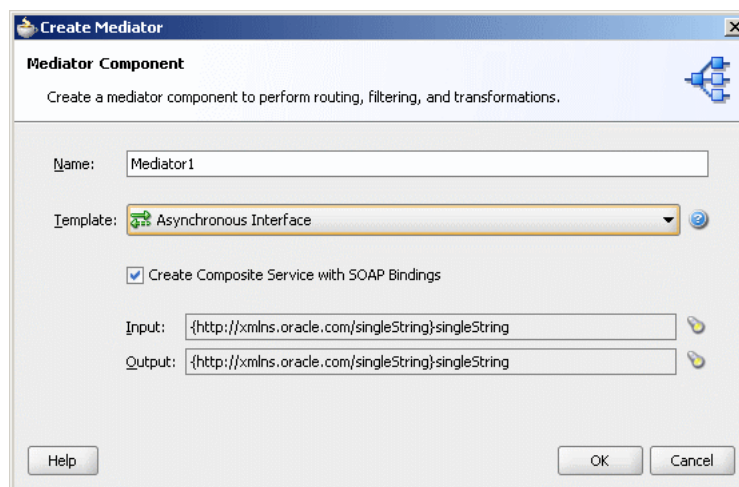 Create Mediator
Mediator Component
Create a mediator component to perform routing, filtering, and transformations.
Name: Mediator1
Template: Asynchronous Interface
Create Composite Service with SOAP Bindings
Input: {http://xmlns.oracle.com/singleString}singleString
Output: {http://xmlns.oracle.com/singleString}singleString
Help OK Cancel